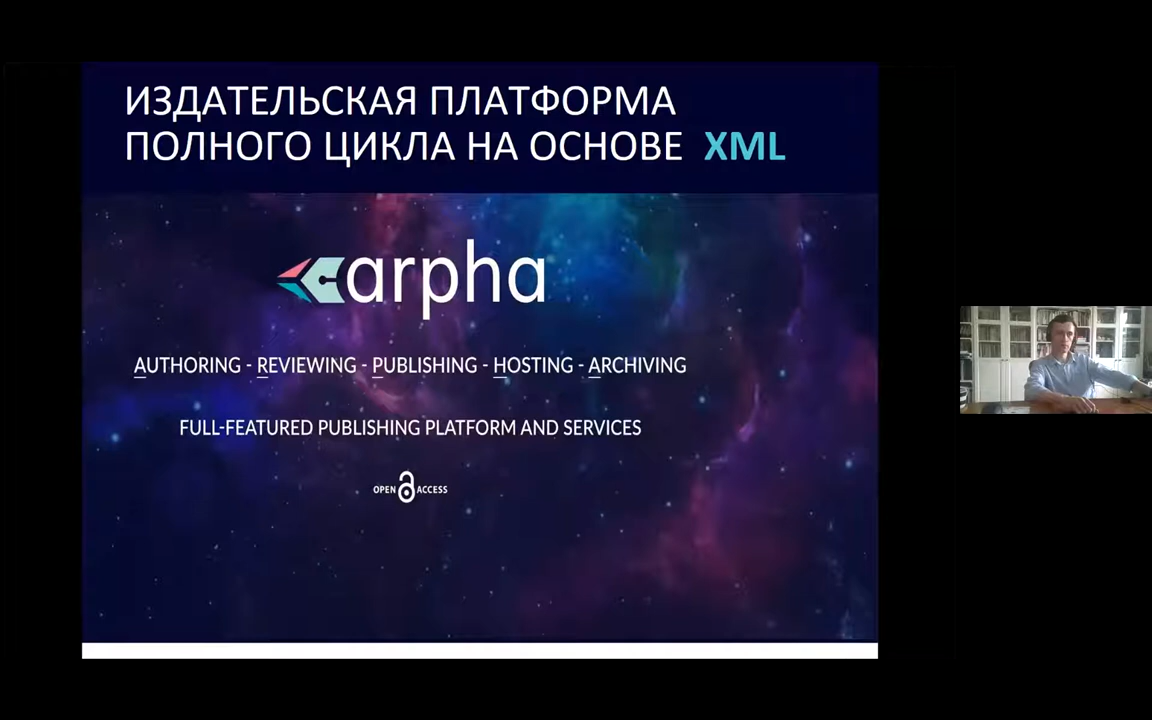 ИЗДАТЕЛЬСКАЯ ПЛАТФОРМА
ПОЛНОГО ЦИКЛА НА ОСНОВЕ XML
arpha
AUTHORING - REVIEWING - PUBLISHING - HOSTING - ARCHIVING
FULL-FEATURED PUBLISHING PLATFORM AND SERVICES
OPEN ACCESS